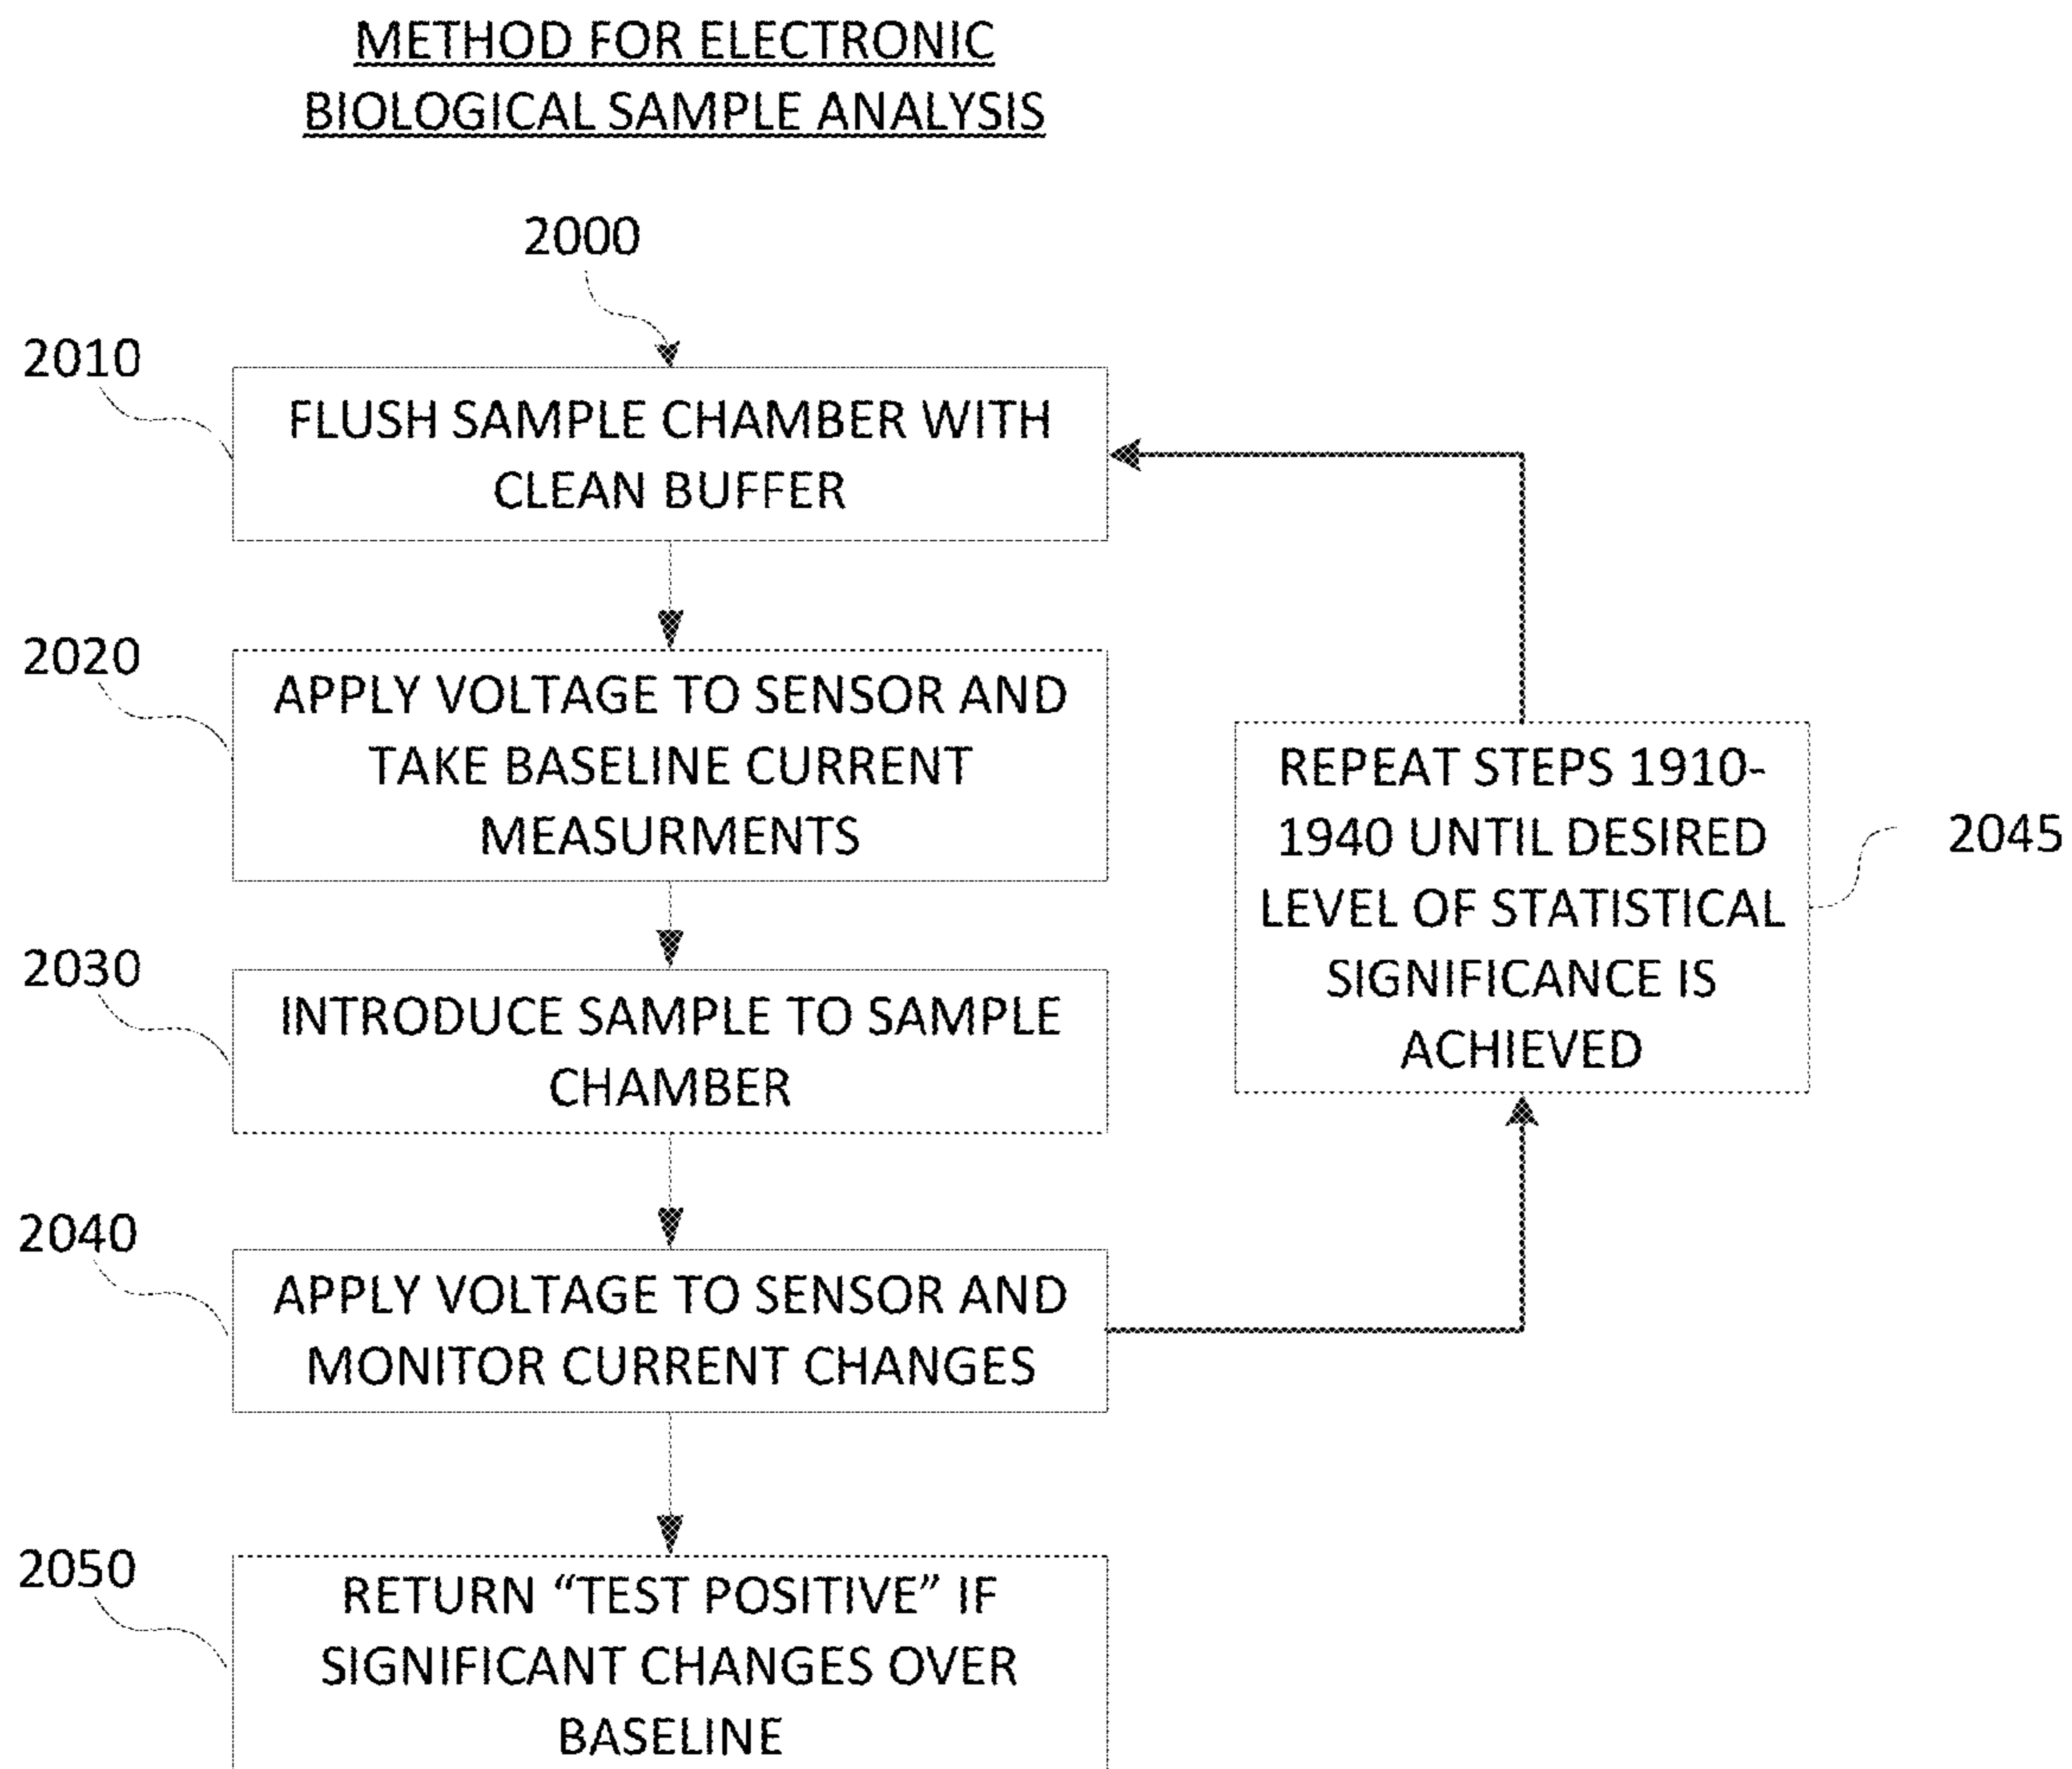 METHOD FOR ELECTRONIC
BIOLOGICAL SAMPLE ANALYSIS
2000
2010
FLUSH SAMPLE CHAMBER WITH
CLEAN BUFFER
2020
APPLY VOLTAGE TO SENSOR AND
TAKE BASELINE CURRENT
MEASURMENTS
REPEAT STEPS 1910-
1940 UNTIL DESIRED
LEVEL OF STATISTICAL
SIGNIFICANCE IS
ACHIEVED
2045
2030
INTRODUCE SAMPLE TO SAMPLE
CHAMBER
2040
APPLY VOLTAGE TO SENSOR AND
MONITOR CURRENT CHANGES
2050
RETURN “TEST POSITIVE” IF
SIGNIFICANT CHANGES OVER
BASELINE